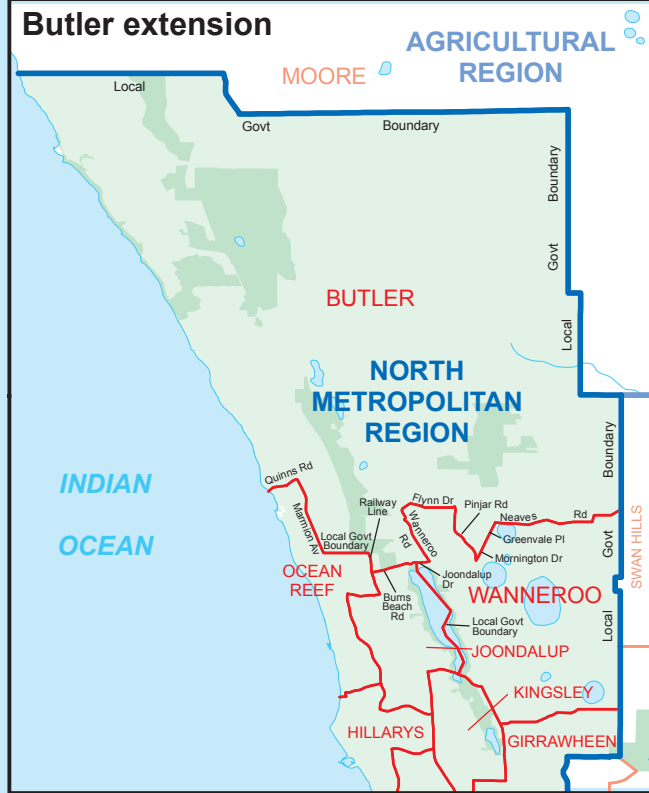 Butler extension
AGRICULTURAL
REGION
MOORE
Local
Govt
Boundary
Boundary
Govt
Local
BUTLER
NORTH
METROPOLITAN
REGION
INDIAN
OCEAN
Quinns Rd
Marmion Av
Local Govt
Boundary
Railway
Line
Wanneroo
Rd
Flynn Dr
Pinjar Rd
Neaves
Rd
Greenvale Pl
Mornington Dr
Boundary
Govt
Local
SWAN HILLS
OCEAN
REEF
Burns
Beach
Rd
Joondalup
Dr
WANNEROO
Local Govt
Boundary
JOONDALUP
KINGSLEY
HILLARYS
GIRRAWHEEN